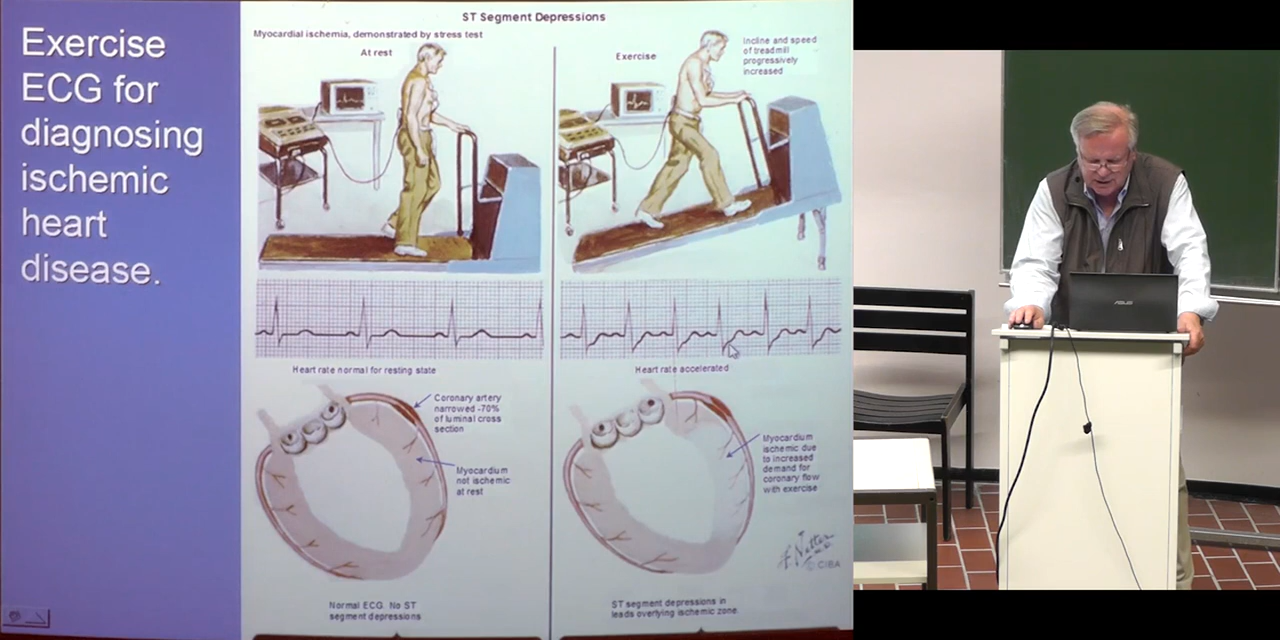 Exercise
ECG for
diagnosing
ischemic
heart
disease.
ST Segment Depressions
Myocardial ischemia, demonstrated by stress test
At rest
Exercise
Incline and speed
of treadmill
progressively
increased
Heart rate normal for resting state
Heart rate accelerated
Coronary artery
narrowed ~70%
of luminal cross
section
Myocardium
not ischemic
at rest
Myocardium
ischemic due
to increased
demand for
coronary flow
with exercise
F. Netter
M.D.
© CIBA
Normal ECG. No ST
segment depressions
ST segment depressions in
leads overlying ischemic zone
ASUS